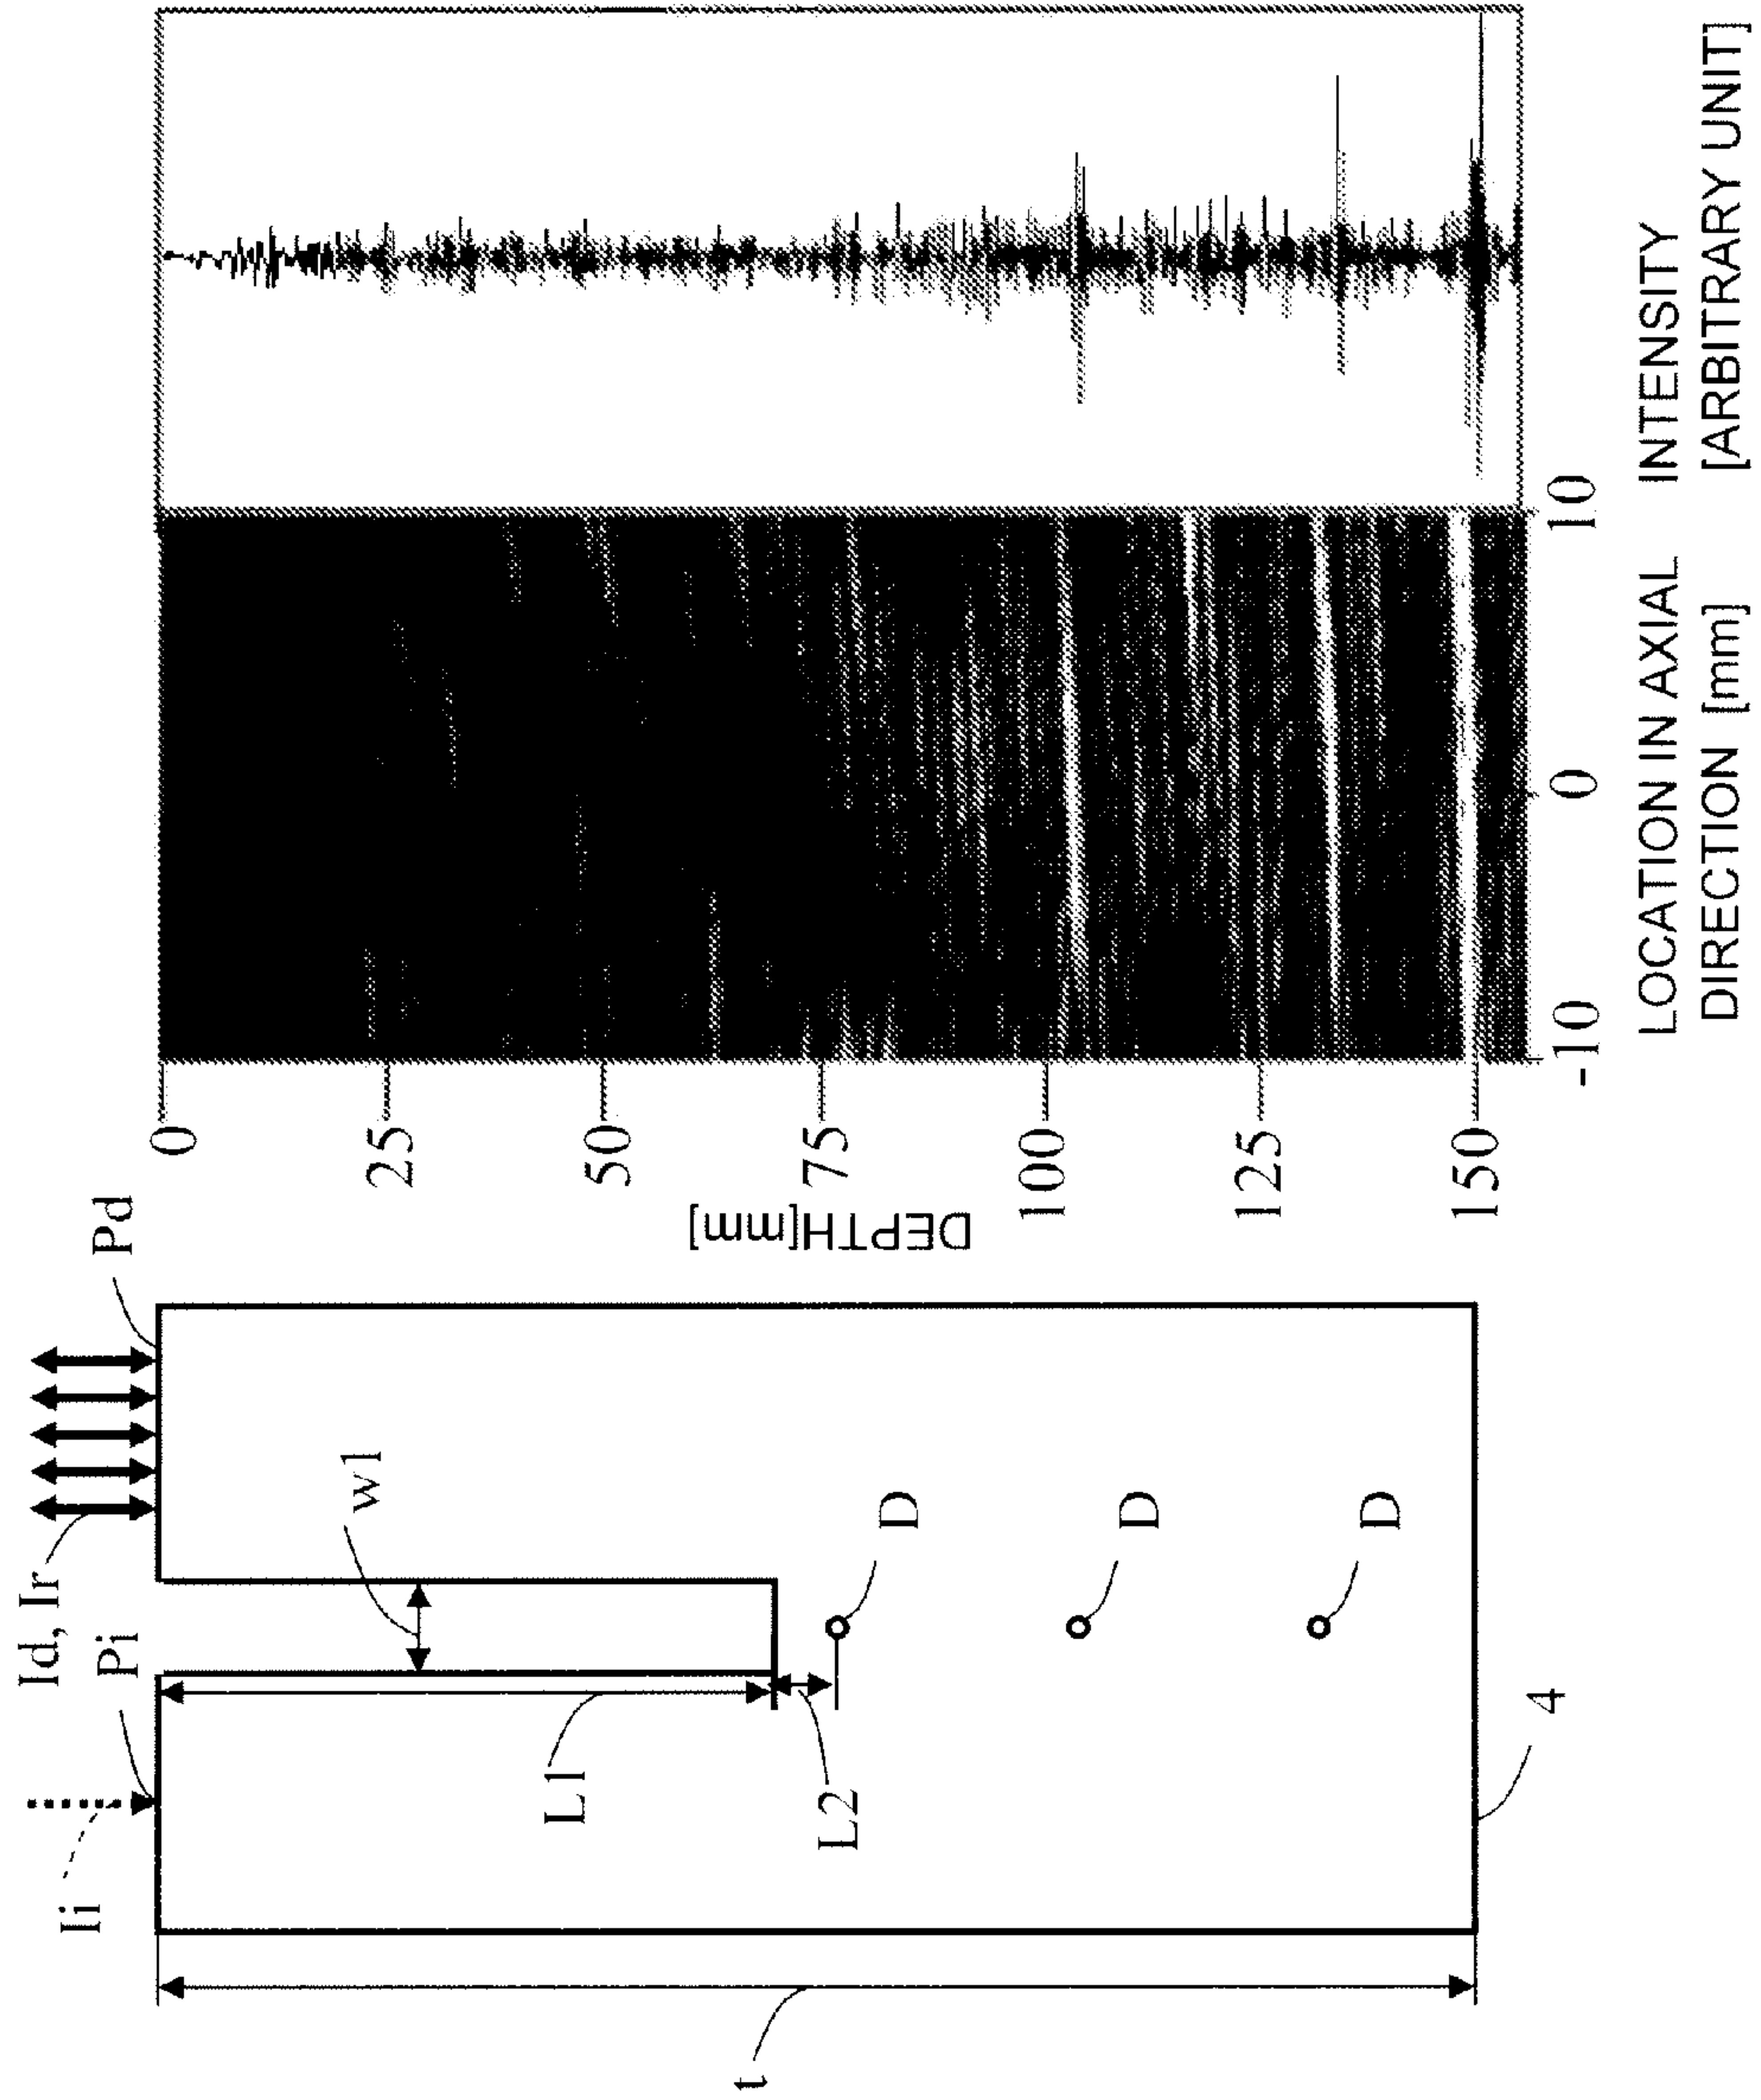 Ii
Pi
Id, Ir
Pd
w1
L1
L2
D
D
D
4
t
DEPTH[mm]
0
25
50
75
100
125
150
-10
0
10
LOCATION IN AXIAL
DIRECTION [mm]
INTENSITY
[ARBITRARY UNIT]